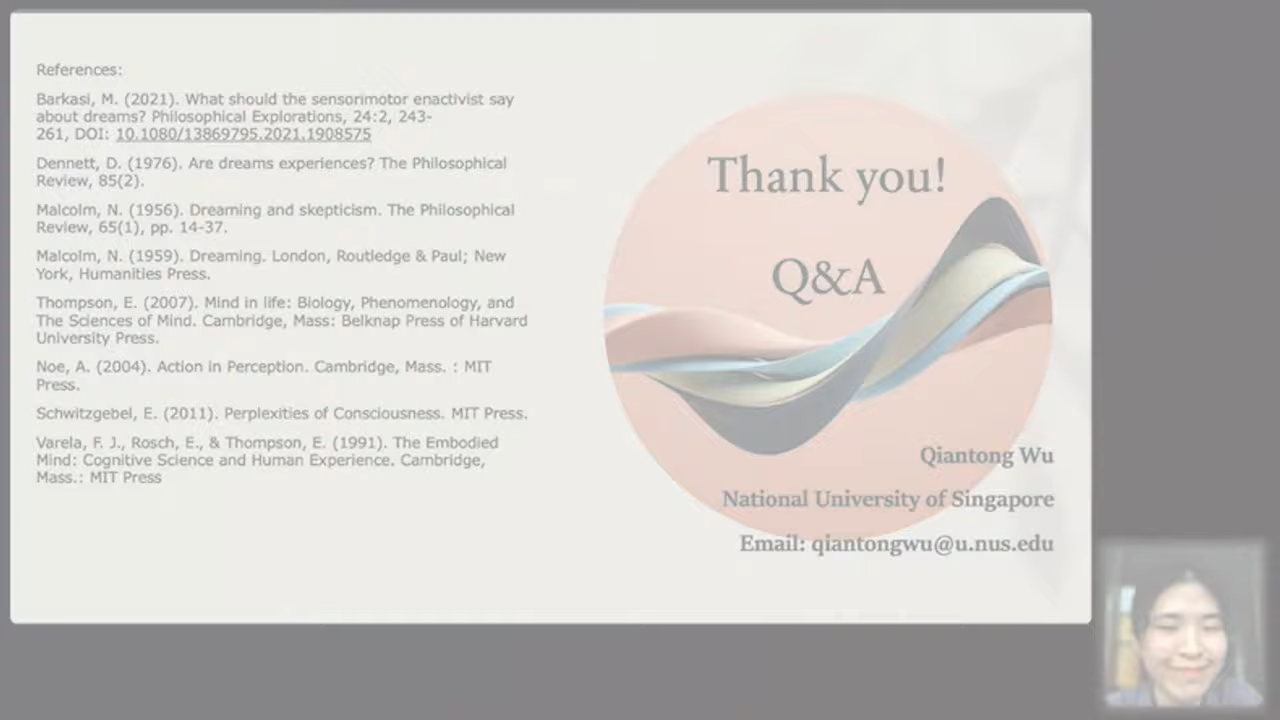 References:
Barkasi, M. (2021). What should the sensorimotor enactivist say
about dreams? Philosophical Explorations, 24:2, 243-
261, DOI: 10.1080/13869795.2021.1908575
Dennett, D. (1976). Are dreams experiences? The Philosophical
Review, 85(2).
Malcolm, N. (1956). Dreaming and skepticism. The Philosophical
Review, 65(1), pp. 14-37.
Malcolm, N. (1959). Dreaming. London, Routledge & Paul; New
York, Humanities Press.
Thompson, E. (2007). Mind in life: Biology, Phenomenology, and
The Sciences of Mind. Cambridge, Mass: Belknap Press of Harvard
University Press.
Noe, A. (2004). Action in Perception. Cambridge, Mass. : MIT
Press.
Schwitzgebel, E. (2011). Perplexities of Consciousness. MIT Press.
Varela, F. J., Rosch, E., & Thompson, E. (1991). The Embodied
Mind: Cognitive Science and Human Experience. Cambridge,
Mass.: MIT Press
Thank you!
Q&A
Qiantong Wu
National University of Singapore
Email: qiantongwu@u.nus.edu